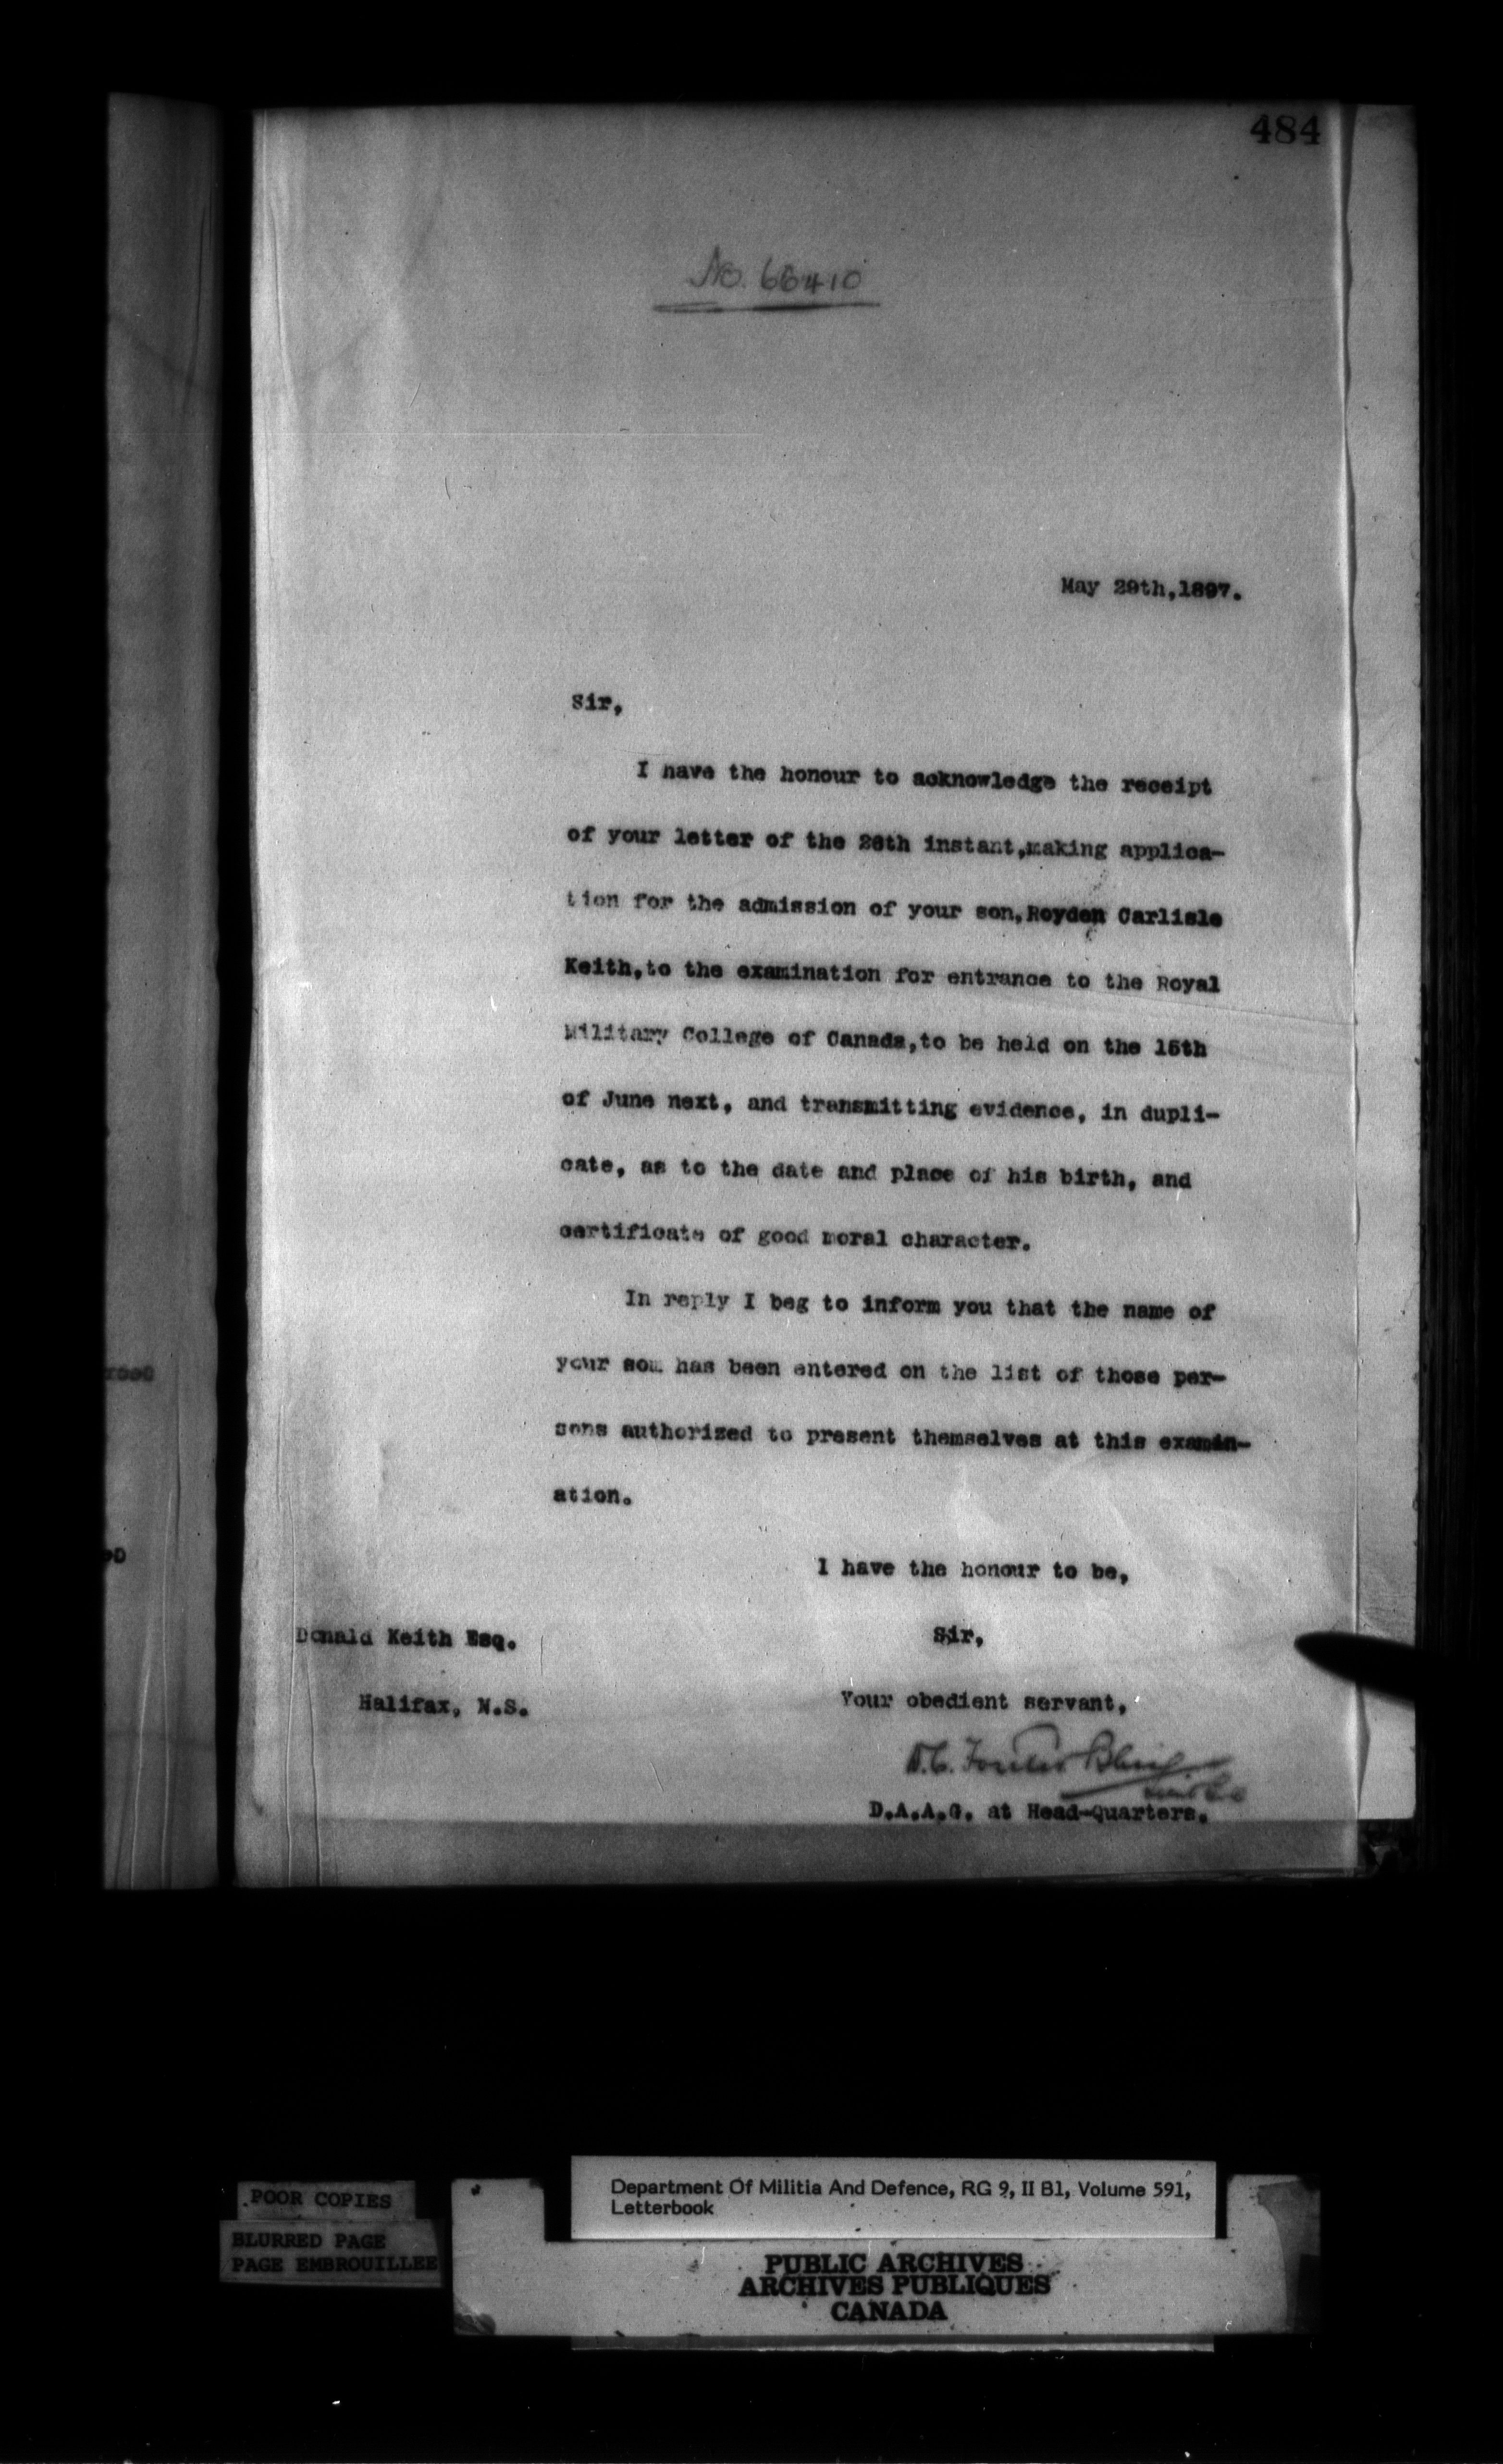 484
No. 66410
May 29th,1897.
Sir,
I have the honour to acknowledge the receipt
of your letter of the 26th instant,making applica-
tion for the admission of your son,Royden Carlisle
Keith,to the examination for entrance to the Royal
Military College of Canada,to be held on the 15th
of June next, and transmitting evidence, in dupli-
cate, as to the date and place of his birth, and
certificate of good moral character.
In reply I beg to inform you that the name of
your son has been entered on the list of those per-
sons authorized to present themselves at this examin-
ation.
I have the honour to be,
Donald Keith Esq.
Sir,
Halifax, N.S.
Your obedient servant,
D.A.A.G. at Head-Quarters.
Department Of Militia And Defence, RG 9, II B1, Volume 591,
Letterbook
POOR COPIES
BLURRED PAGE
PAGE EMBROUILLEE
PUBLIC ARCHIVES
ARCHIVES PUBLIQUES
CANADA